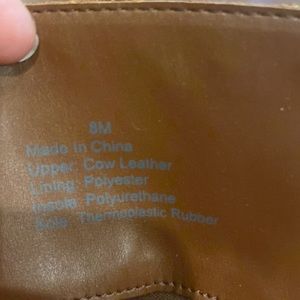 8M
Made In China
Upper: Cow Leather
Lining: Polyester
Insole: Polyurethane
Sole: Thermoplastic Rubber